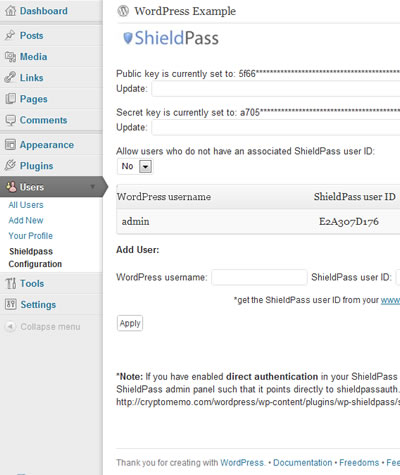 Dashboard
Posts
Media
Links
Pages
Comments
Appearance
Plugins
Users
All Users
Add New
Your Profile
Shieldpass
Configuration
Tools
Settings
Collapse menu
WordPress Example
ShieldPass
Public key is currently set to: 5f66**********************************
Update:
Secret key is currently set to: a705**********************************
Update:
Allow users who do not have an associated ShieldPass user ID:
No
WordPress username ShieldPass user ID
admin E2A307D176
Add User:
WordPress username: ShieldPass user ID:
*get the ShieldPass user ID from your www.
Apply
*Note: If you have enabled direct authentication in your ShieldPass
ShieldPass admin panel such that it points directly to shieldpassauth.
http://cryptomemo.com/wordpress/wp-content/plugins/wp-shieldpass/s
Thank you for creating with WordPress. • Documentation • Freedoms • Fee